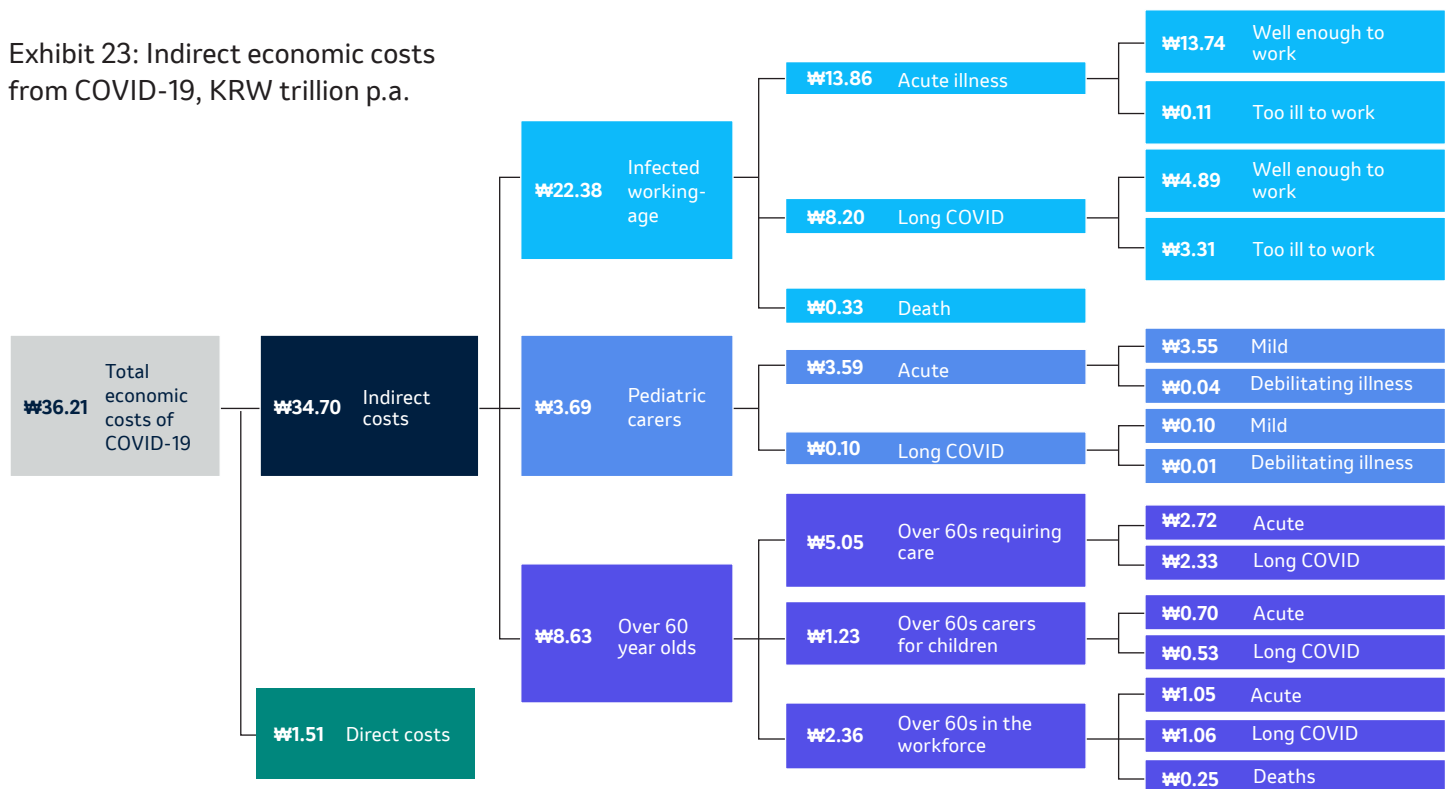 Exhibit 23: Indirect economic costs
from COVID-19, KRW trillion p.a.
₩36.21
Total
economic
costs of
COVID-19
₩34.70
Indirect
costs
₩1.51 Direct costs
₩22.38
Infected
working-
age
₩3.69
Pediatric
carers
₩8.63
Over 60
year olds
₩13.86 Acute illness
₩8.20 Long COVID
₩0.33 Death
₩3.59 Acute
₩0.10 Long COVID
₩5.05
Over 60s requiring
care
₩1.23
Over 60s carers
for children
₩2.36
Over 60s in the
workforce
₩13.74
Well enough to
work
₩0.11 Too ill to work
₩4.89
Well enough to
work
₩3.31 Too ill to work
₩3.55 Mild
₩0.04 Debilitating illness
₩0.10 Mild
₩0.01 Debilitating illness
₩2.72 Acute
₩2.33 Long COVID
₩0.70 Acute
₩0.53 Long COVID
₩1.05 Acute
₩1.06 Long COVID
₩0.25 Deaths